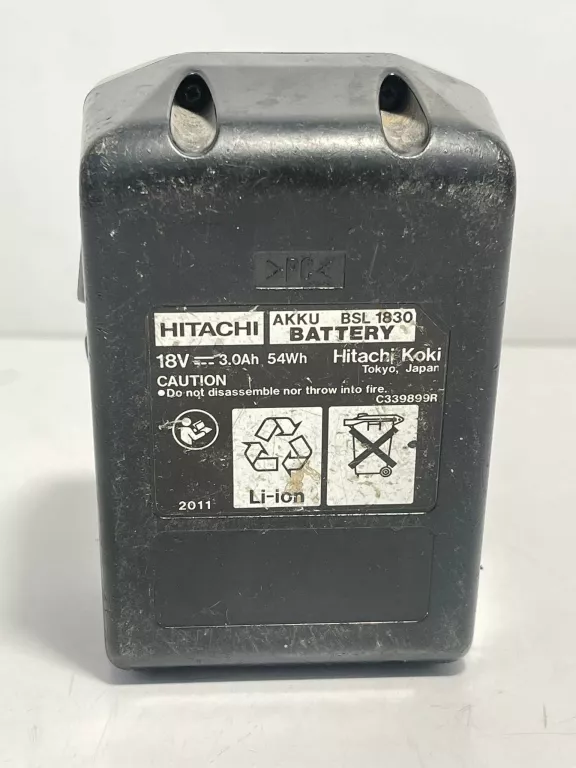 >PC<
HITACHI
AKKU BSL 1830
BATTERY
18V 3.0Ah 54Wh Hitachi Koki
Tokyo, Japan
CAUTION
●Do not disassemble nor throw into fire.
C339899R
Li-ion
2011